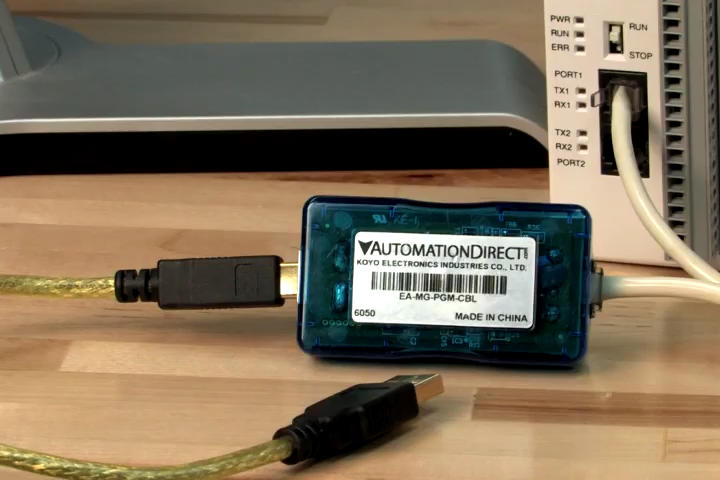 PWR
RUN
ERR
RUN
STOP
PORT1
TX1
RX1
TX2
RX2
PORT2
AUTOMATIONDIRECT.com
KOYO ELECTRONICS INDUSTRIES CO., LTD.
EA-MG-PGM-CBL
6050 MADE IN CHINA